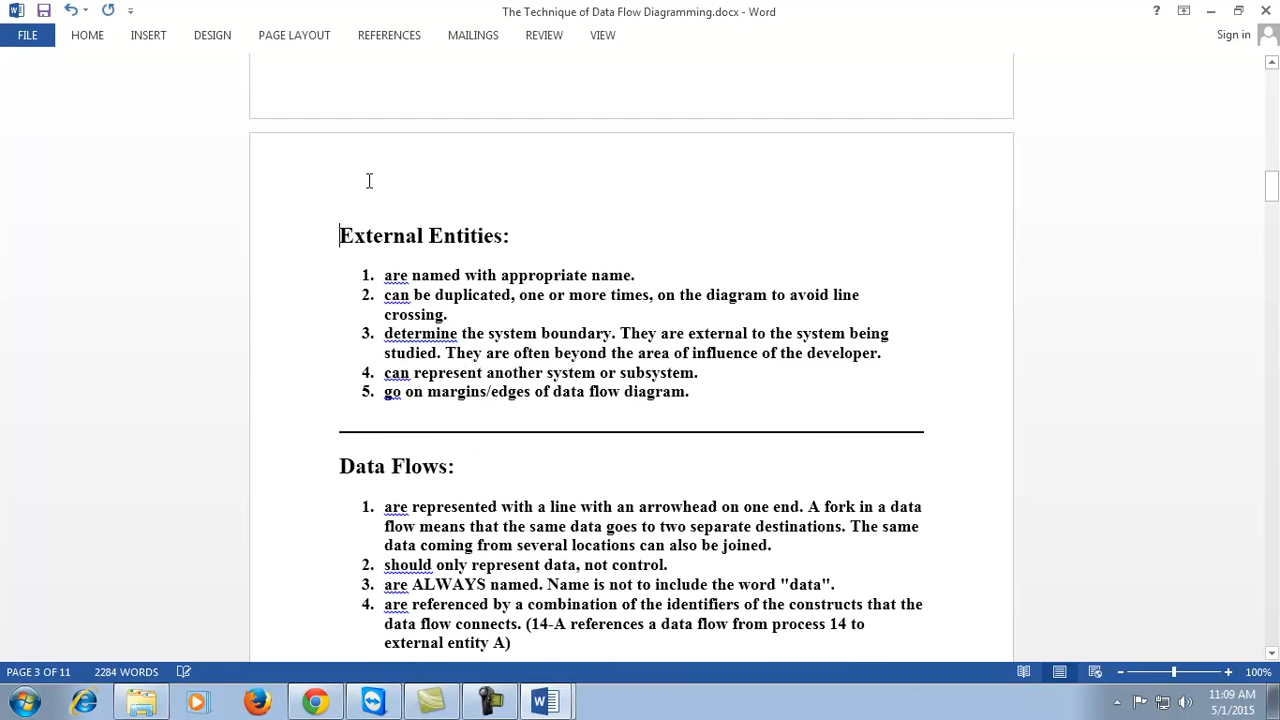 The Technique of Data Flow Diagramming.docx - Word
FILE HOME INSERT DESIGN PAGE LAYOUT REFERENCES MAILINGS REVIEW VIEW Sign in
External Entities:
1. are named with appropriate name.
2. can be duplicated, one or more times, on the diagram to avoid line
crossing.
3. determine the system boundary. They are external to the system being
studied. They are often beyond the area of influence of the developer.
4. can represent another system or subsystem.
5. go on margins/edges of data flow diagram.
Data Flows:
1. are represented with a line with an arrowhead on one end. A fork in a data
flow means that the same data goes to two separate destinations. The same
data coming from several locations can also be joined.
2. should only represent data, not control.
3. are ALWAYS named. Name is not to include the word "data".
4. are referenced by a combination of the identifiers of the constructs that the
data flow connects. (14-A references a data flow from process 14 to
external entity A)
PAGE 3 OF 11 2284 WORDS 100%
11:09 AM
5/1/2015